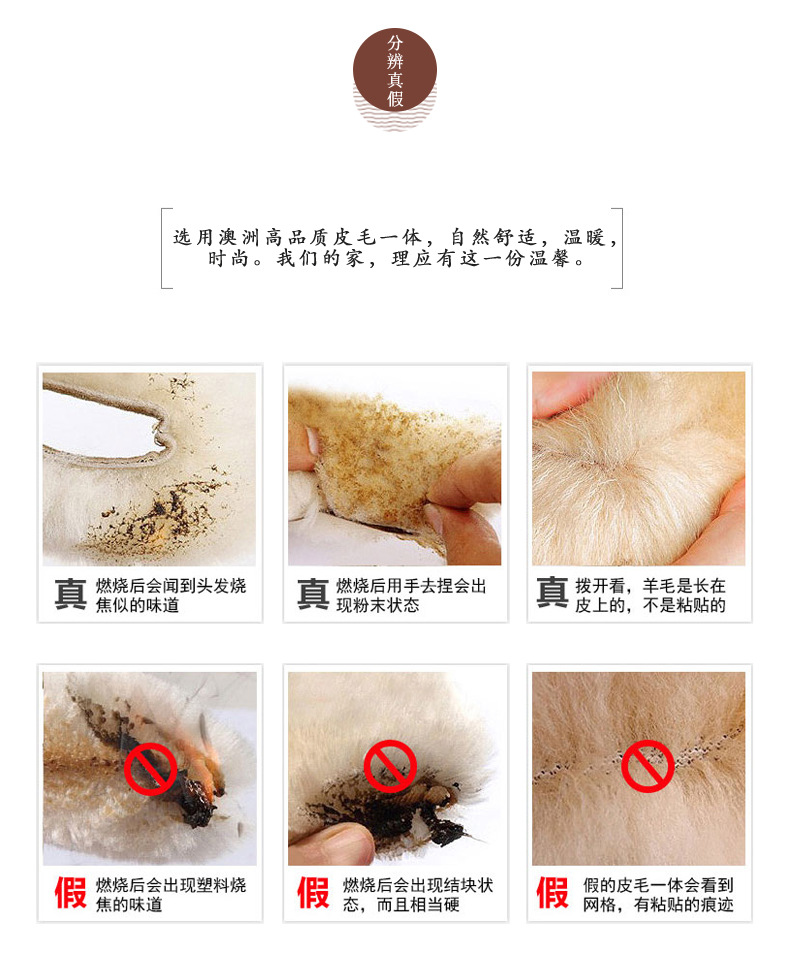 分辨真假
选用澳洲高品质皮毛一体，自然舒适，温暖，
时尚。我们的家，理应有这一份温馨。
真 燃烧后会闻到头发烧
焦似的味道
真 燃烧后用手去捏会出
现粉末状态
真 拨开看，羊毛是长在
皮上的，不是粘贴的
假 燃烧后会出现塑料烧
焦的味道
假 燃烧后会出现结块状
态，而且相当硬
假 假的皮毛一体会看到
网格，有粘贴的痕迹